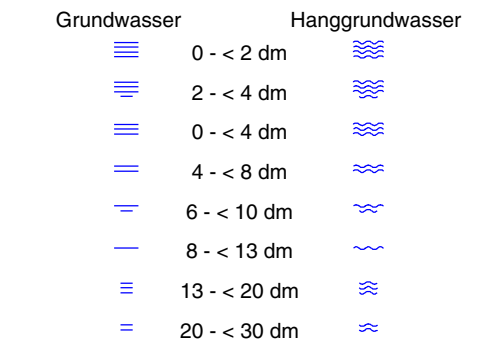 Grundwasser Hanggrundwasser
0 - < 2 dm
2 - < 4 dm
0 - < 4 dm
4 - < 8 dm
6 - < 10 dm
8 - < 13 dm
13 - < 20 dm
20 - < 30 dm